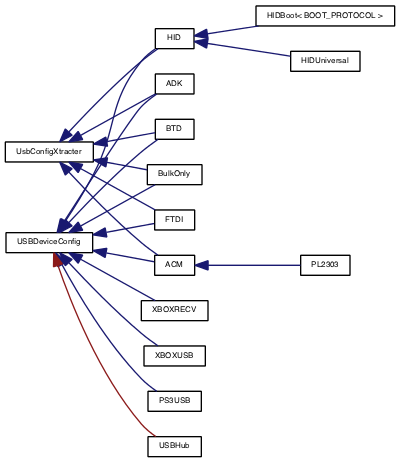 HIDBoot< BOOT_PROTOCOL >
HID
HIDUniversal
ADK
BTD
UsbConfigXtracter
BulkOnly
FTDI
USBDeviceConfig
ACM
PL2303
XBOXRECV
XBOXUSB
PS3USB
USBHub